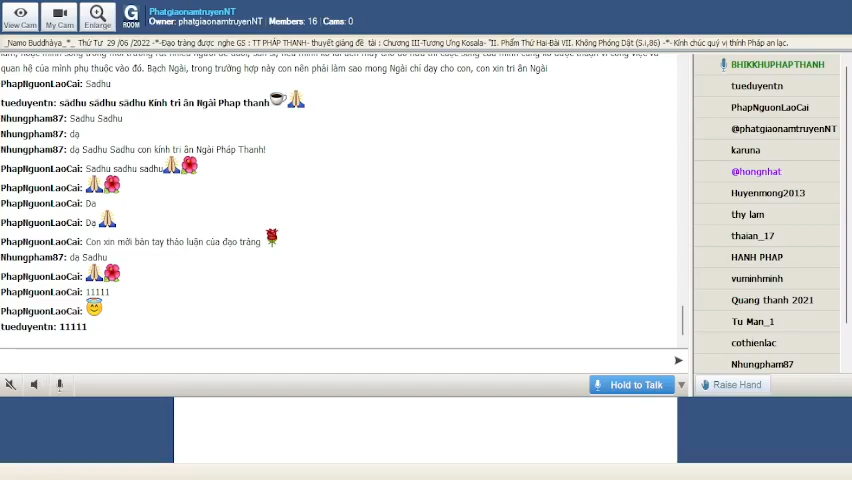 PhatgiaonamtruyenNT
Owner: phatgiaonamtruyenNT Members: 16 Cams: 0
View Cam
My Cam
Enlarge
G
ROOM
_Namo Buddhàya_*_ Thứ Tư 29 /06 /2022 -*-Đạo tràng được nghe GS : TT PHÁP THANH- thuyết giảng đề tài : Chương III-Tương Ưng Kosala- "II. Phẩm Thứ Hai-Đài VII. Không Phóng Dật (S.i,86) -*-Kính chúc quý vị thính Pháp an lạc.
quan hệ của mình phụ thuộc vào đó. Bạch Ngài, trong trường hợp này con nên phải làm sao mong Ngài chỉ dạy cho con, con xin tri ân Ngài
PhapNguonLaoCai: Sadhu
tueduyentn: sādhu sādhu sādhu Kính tri ân Ngài Phap thanh
Nhungpham87: Sadhu Sadhu
Nhungpham87: dạ
Nhungpham87: dạ Sadhu Sadhu con kính tri ân Ngài Pháp Thanh!
PhapNguonLaoCai: Sadhu sadhu sadhu
PhapNguonLaoCai:
PhapNguonLaoCai: Dạ
PhapNguonLaoCai: Dạ
PhapNguonLaoCai: Con xin mời bàn tay thảo luận của đạo tràng
Nhungpham87: dạ Sadhu
PhapNguonLaoCai:
PhapNguonLaoCai: 11111
PhapNguonLaoCai:
tueduyentn: 11111
Hold to Talk
BHIKKHUPHAPTHANH
tueduyentn
PhapNguonLaoCai
@phatgiaonamtruyenNT
karuna
@hongnhat
Huyenmong2013
thy lam
thaian_17
HANH PHAP
vuminhminh
Quang thanh 2021
Tu Man_1
cothienlac
Nhungpham87
Raise Hand